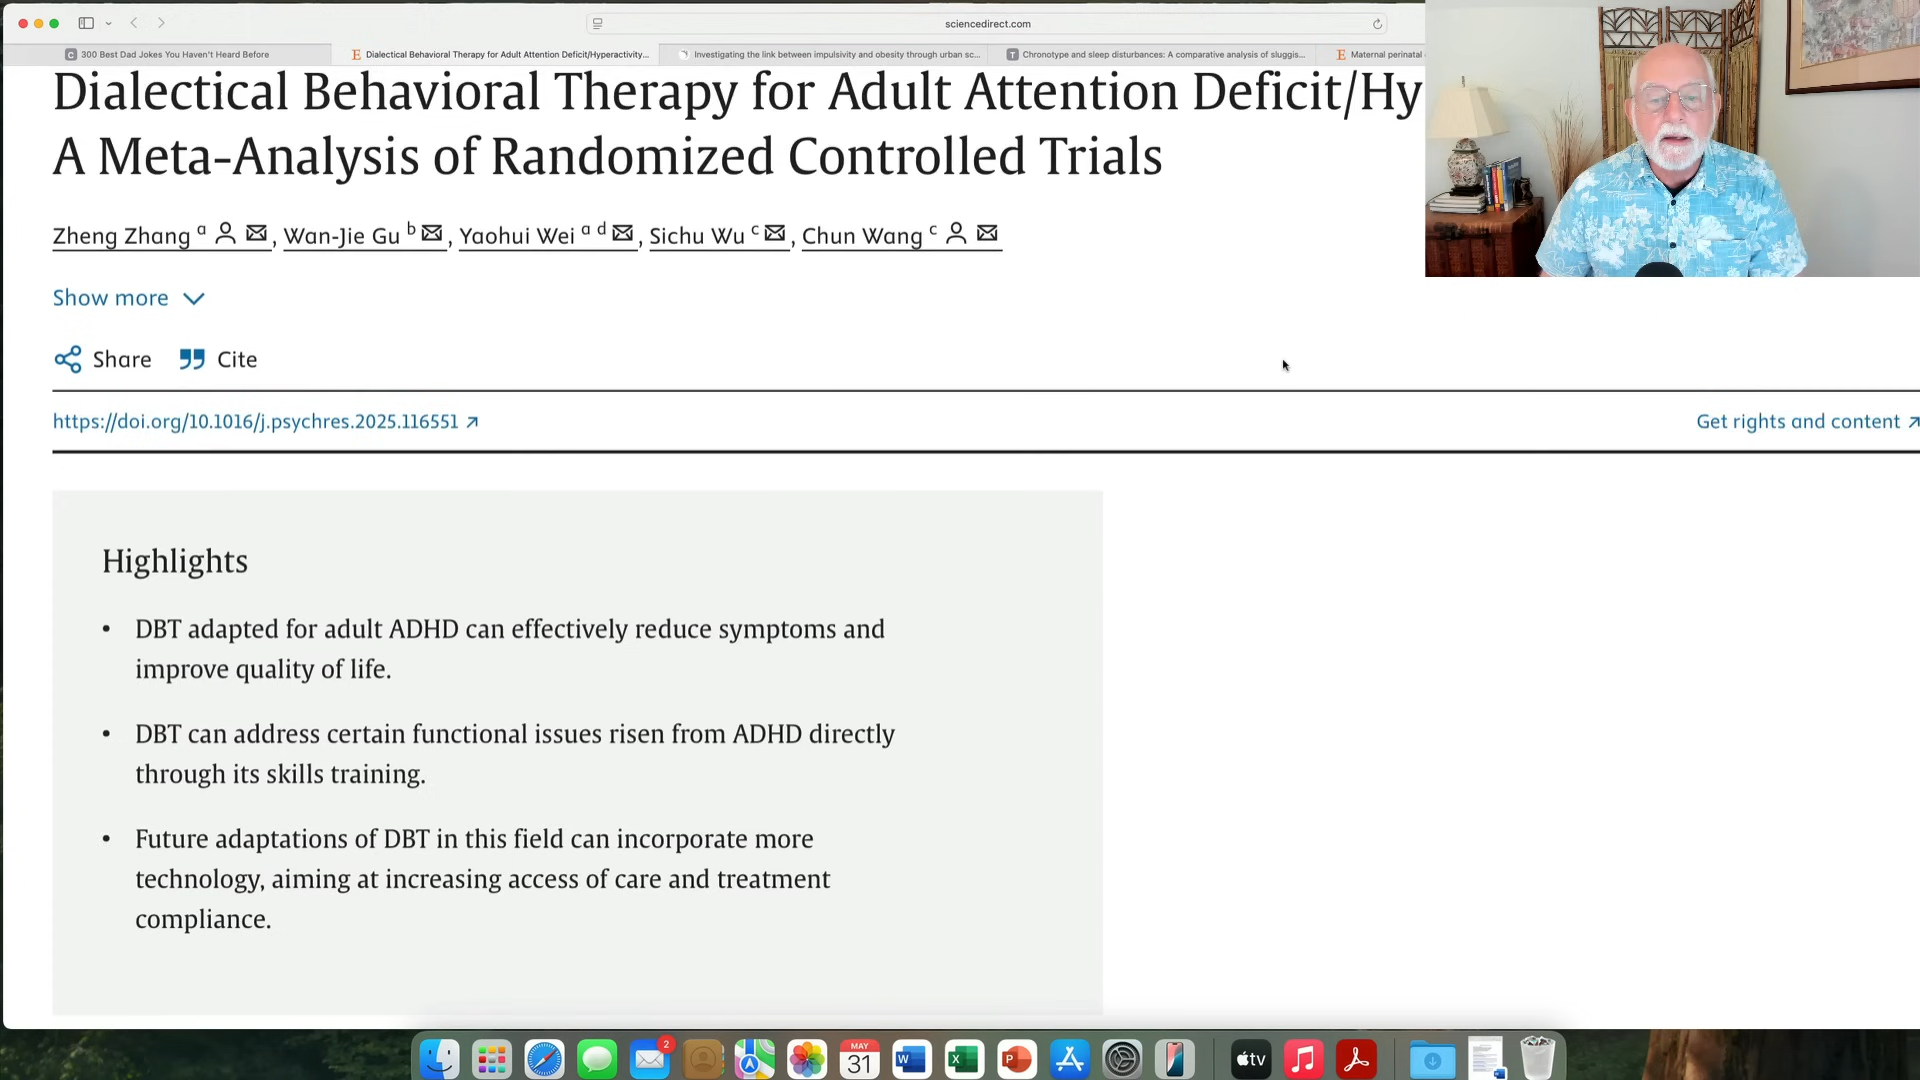 sciencedirect.com
300 Best Dad Jokes You Haven't Heard Before
Dialectical Behavioral Therapy for Adult Attention Deficit/Hyperactivity...
Investigating the link between impulsivity and obesity through urban sc...
Chronotype and sleep disturbances: A comparative analysis of sluggis...
Maternal perinatal
Dialectical Behavioral Therapy for Adult Attention Deficit/Hy
A Meta-Analysis of Randomized Controlled Trials
Zheng Zhang a, Wan-Jie Gu b, Yaohui Wei a d, Sichu Wu c, Chun Wang c
Show more
Share Cite
https://doi.org/10.1016/j.psychres.2025.116551
Get rights and content
Highlights
• DBT adapted for adult ADHD can effectively reduce symptoms and
improve quality of life.
• DBT can address certain functional issues risen from ADHD directly
through its skills training.
• Future adaptations of DBT in this field can incorporate more
technology, aiming at increasing access of care and treatment
compliance.
2
MAY
31
W
X
P
tv